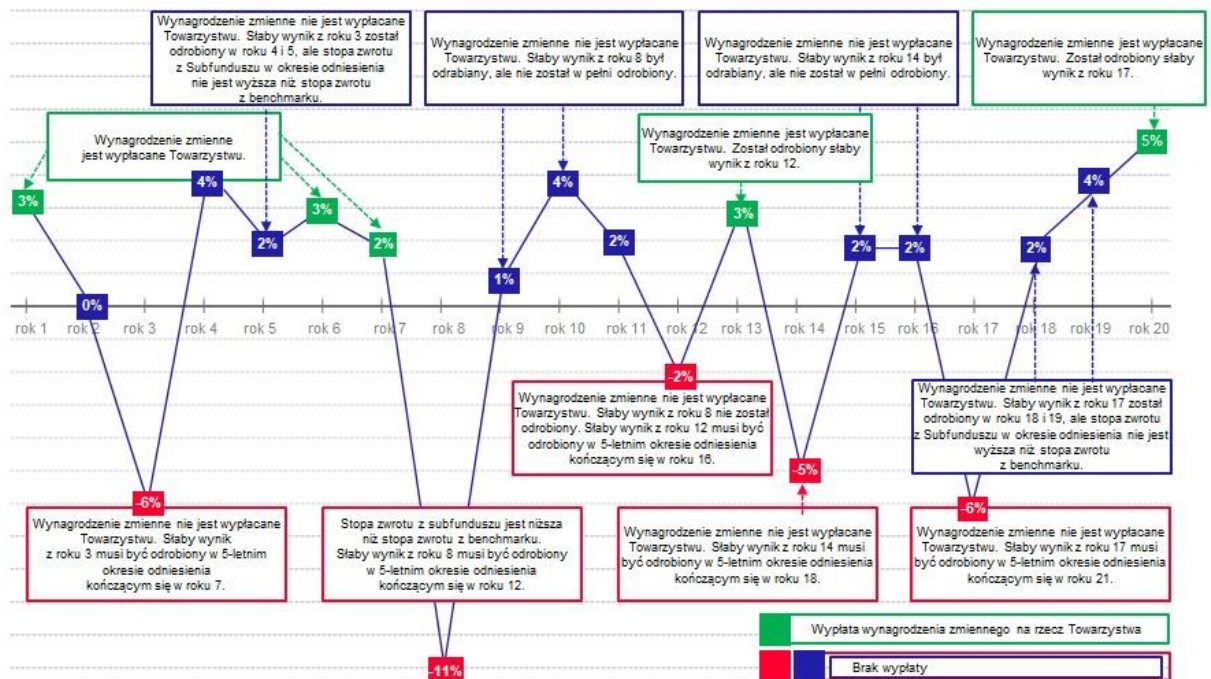 Wynagrodzenie zmienne nie jest wypłacane
Towarzystwu. Słaby wynik z roku 3 został
odrobiony w roku 4 i 5, ale stopa zwrotu
z Subfunduszu w okresie odniesienia
nie jest wyższa niż stopa zwrotu
z benchmarku.
Wynagrodzenie zmienne nie jest wypłacane
Towarzystwu. Słaby wynik z roku 8 był
odrabiany, ale nie został w pełni odrobiony.
Wynagrodzenie zmienne nie jest wypłacane
Towarzystwu. Słaby wynik z roku 14 był
odrabiany, ale nie został w pełni odrobiony.
Wynagrodzenie zmienne jest wypłacane
Towarzystwu. Został odrobiony słaby
wynik z roku 17.
Wynagrodzenie zmienne
jest wypłacane Towarzystwu.
Wynagrodzenie zmienne jest wypłacane
Towarzystwu. Został odrobiony słaby
wynik z roku 12.
3%
0%
-6%
4%
2%
3%
2%
-11%
1%
4%
2%
-2%
3%
-5%
2%
2%
-6%
2%
4%
5%
rok 1
rok 2
rok 3
rok 4
rok 5
rok 6
rok 7
rok 8
rok 9
rok 10
rok 11
rok 12
rok 13
rok 14
rok 15
rok 16
rok 17
rok 18
rok 19
rok 20
Wynagrodzenie zmienne nie jest wypłacane
Towarzystwu. Słaby wynik z roku 8 nie został
odrobiony. Słaby wynik z roku 12 musi być
odrobiony w 5-letnim okresie odniesienia
kończącym się w roku 16.
Wynagrodzenie zmienne nie jest wypłacane
Towarzystwu. Słaby wynik z roku 17 został
odrobiony w roku 18 i 19, ale stopa zwrotu
z Subfunduszu w okresie odniesienia nie jest
wyższa niż stopa zwrotu
z benchmarku.
Wynagrodzenie zmienne nie jest wypłacane
Towarzystwu. Słaby wynik
z roku 3 musi być odrobiony w 5-letnim
okresie odniesienia
kończącym się w roku 7.
Stopa zwrotu z subfunduszu jest niższa
niż stopa zwrotu z benchmarku.
Słaby wynik z roku 8 musi być odrobiony
w 5-letnim okresie odniesienia
kończącym się w roku 12.
Wynagrodzenie zmienne nie jest wypłacane
Towarzystwu. Słaby wynik z roku 14 musi
być odrobiony w 5-letnim okresie odniesienia
kończącym się w roku 18.
Wynagrodzenie zmienne nie jest wypłacane
Towarzystwu. Słaby wynik z roku 17 musi
być odrobiony w 5-letnim okresie odniesienia
kończącym się w roku 21.
Wypłata wynagrodzenia zmiennego na rzecz Towarzystwa
Brak wypłaty